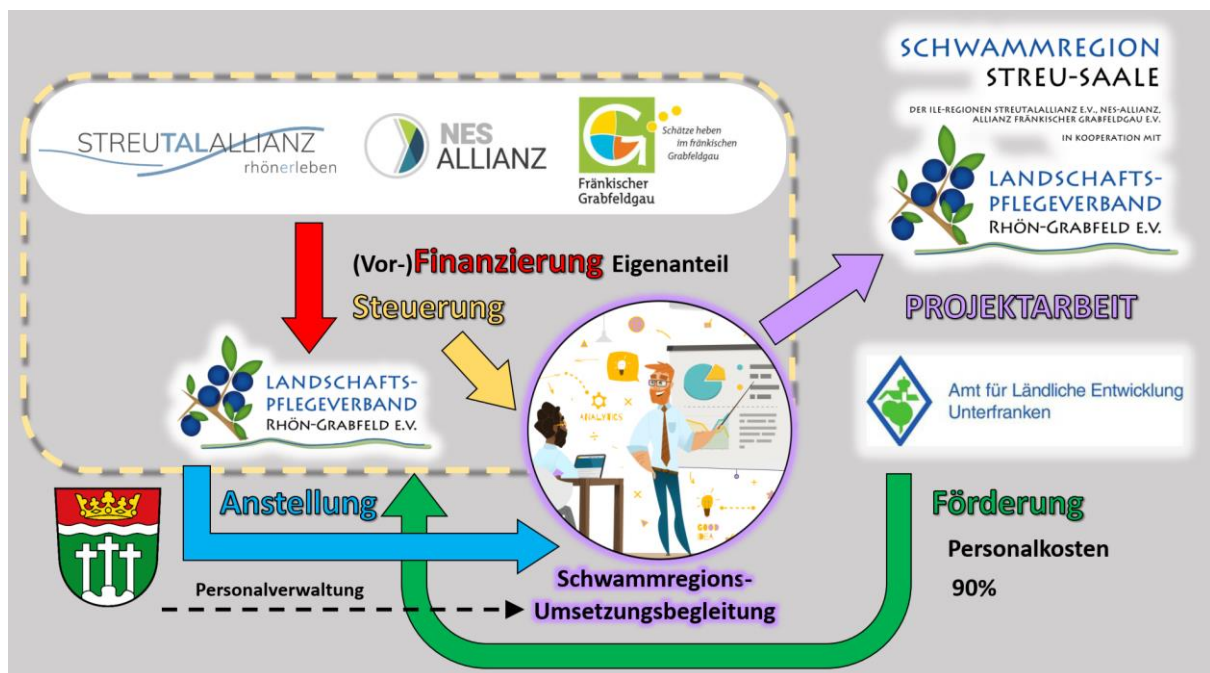 STREUTALALLIANZ
rhönerleben
NES
ALLIANZ
Schätze heben
im fränkischen
Grabfeldgau
Fränkischer
Grabfeldgau
SCHWAMMREGION
STREU-SAALE
DER ILE-REGIONEN STREUTALALLIANZ E.V., NES-ALLIANZ,
ALLIANZ FRÄNKISCHER GRABFELDGAU E.V.
IN KOOPERATION MIT
LANDSCHAFTS-
PFLEGEVERBAND
RHÖN-GRABFELD E.V.
(Vor-)Finanzierung Eigenanteil
Steuerung
PROJEKTARBEIT
LANDSCHAFTS-
PFLEGEVERBAND
RHÖN-GRABFELD E.V.
ANALYTICS
GOOD
IDEA
Amt für Ländliche Entwicklung
Unterfranken
Anstellung
Förderung
Personalkosten
90%
Personalverwaltung
Schwammregions-
Umsetzungsbegleitung